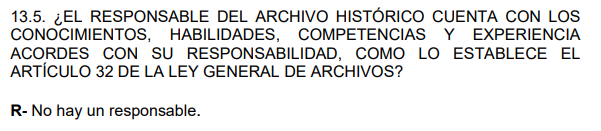 13.5. ¿EL RESPONSABLE DEL ARCHIVO HISTÓRICO CUENTA CON LOS
CONOCIMIENTOS, HABILIDADES, COMPETENCIAS Y EXPERIENCIA
ACORDES CON SU RESPONSABILIDAD, COMO LO ESTABLECE EL
ARTÍCULO 32 DE LA LEY GENERAL DE ARCHIVOS?
R- No hay un responsable.